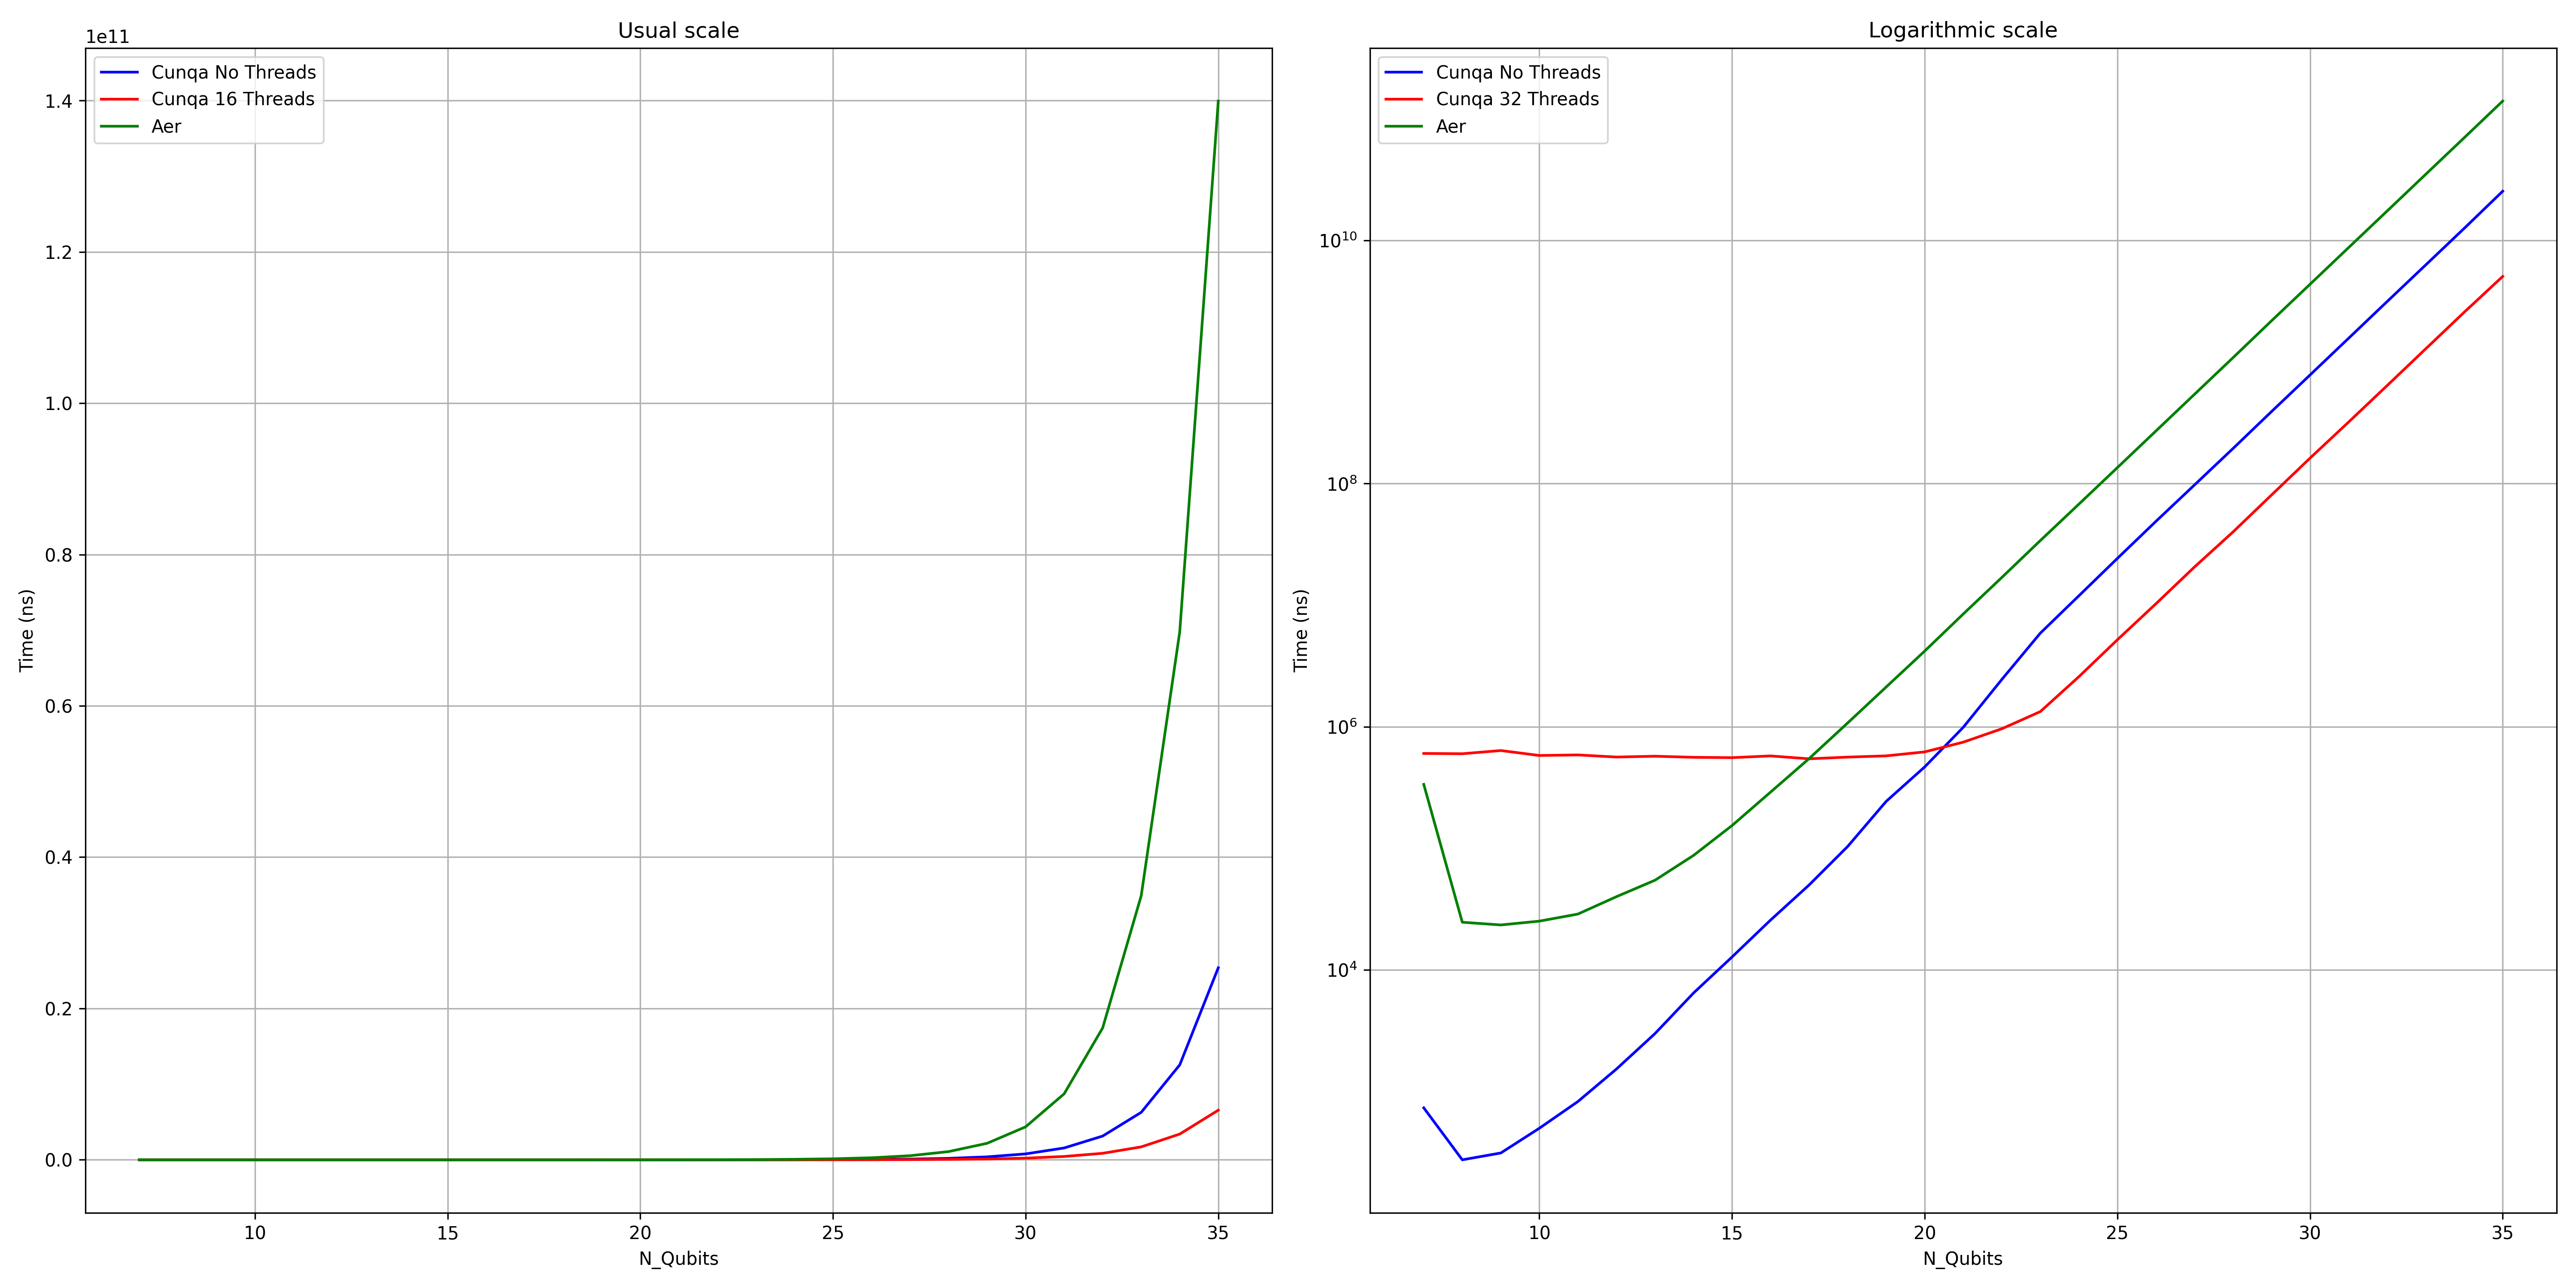 Usual scale
1e11
Cunqa No Threads
Cunqa 16 Threads
Aer
1.4
1.2
1.0
0.8
0.6
0.4
0.2
0.0
Time (ns)
10 15 20 25 30 35
N_Qubits
Logarithmic scale
Cunqa No Threads
Cunqa 32 Threads
Aer
10¹⁰
10⁸
10⁶
10⁴
Time (ns)
10 15 20 25 30 35
N_Qubits